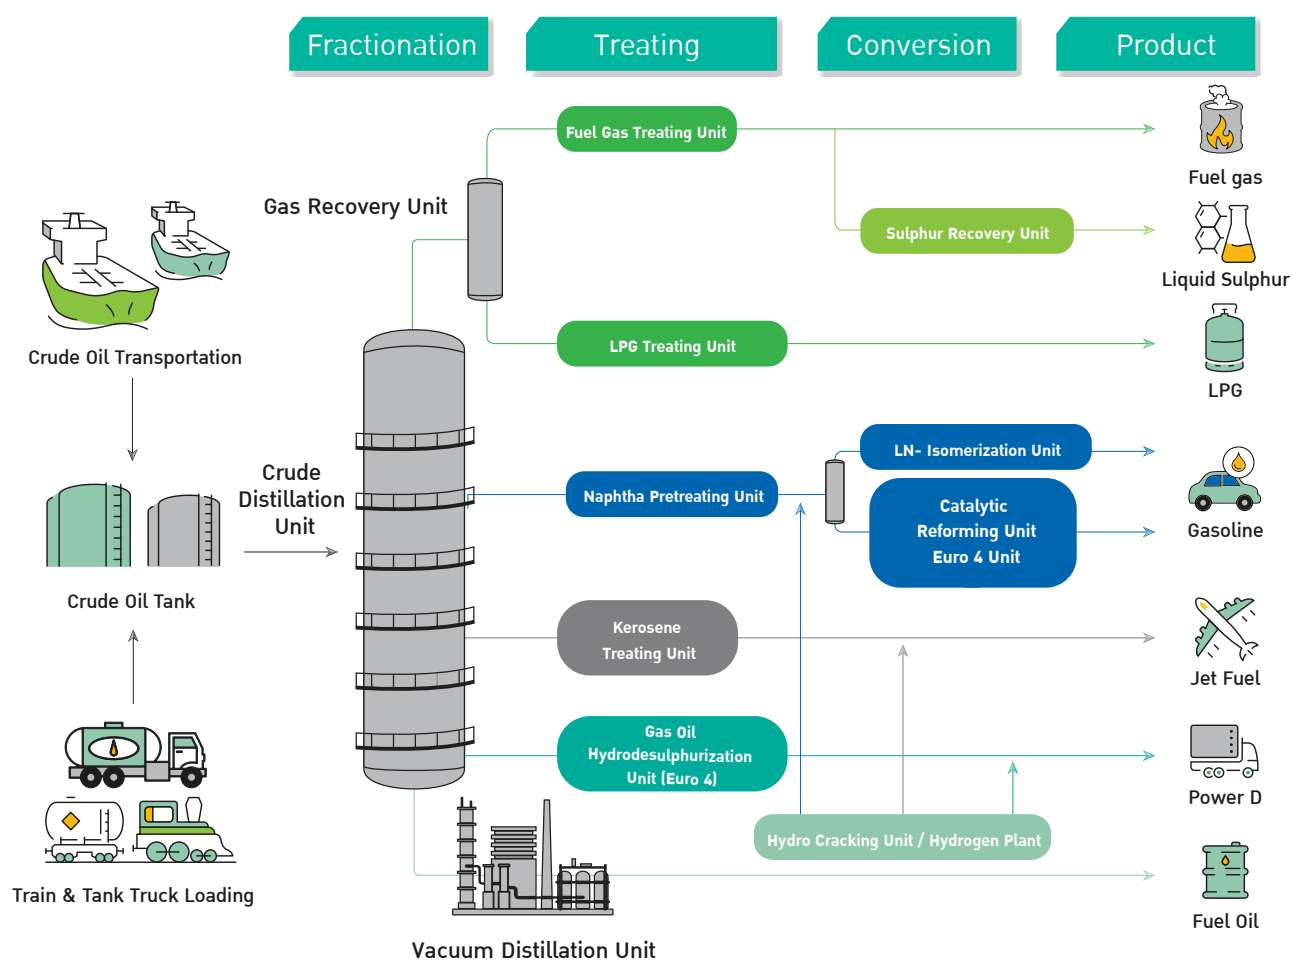 Fractionation
Treating
Conversion
Product
Fuel Gas Treating Unit
Fuel gas
Gas Recovery Unit
Sulphur Recovery Unit
Liquid Sulphur
LPG Treating Unit
LPG
Crude Oil Transportation
Crude
Distillation
Unit
LN- Isomerization Unit
Naphtha Pretreating Unit
Catalytic
Reforming Unit
Euro 4 Unit
Gasoline
Crude Oil Tank
Kerosene
Treating Unit
Jet Fuel
Gas Oil
Hydrodesulphurization
Unit (Euro 4)
Power D
Hydro Cracking Unit / Hydrogen Plant
Train & Tank Truck Loading
Fuel Oil
Vacuum Distillation Unit